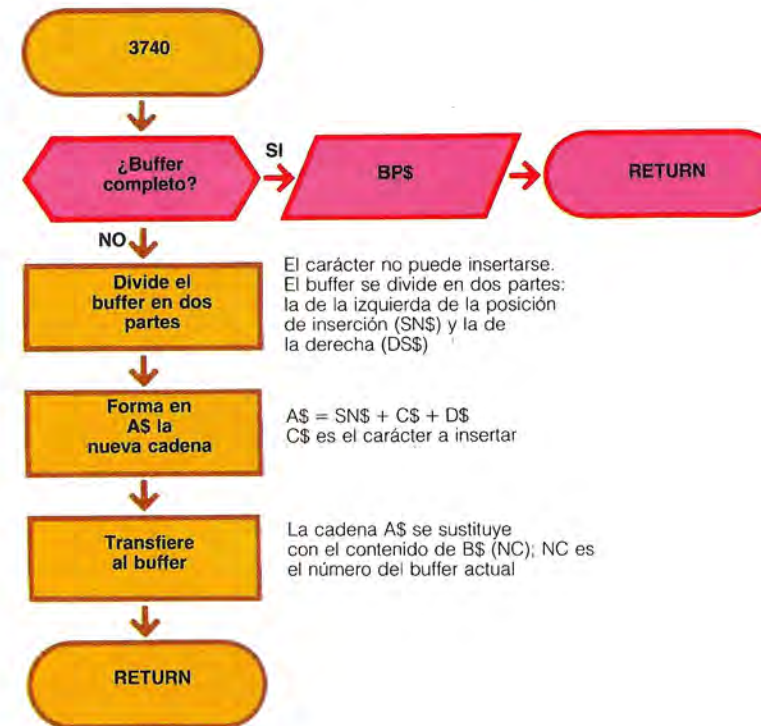 3740
¿Buffer
completo?
SI
BP$
RETURN
NO
Divide el
buffer en dos
partes
El carácter no puede insertarse.
El buffer se divide en dos partes:
la de la izquierda de la posición
de inserción (SN$) y la de
la derecha (DS$)
Forma en
A$ la
nueva cadena
A$ = SN$ + C$ + D$
C$ es el carácter a insertar
Transfiere
al buffer
La cadena A$ se sustituye
con el contenido de B$ (NC); NC es
el número del buffer actual
RETURN